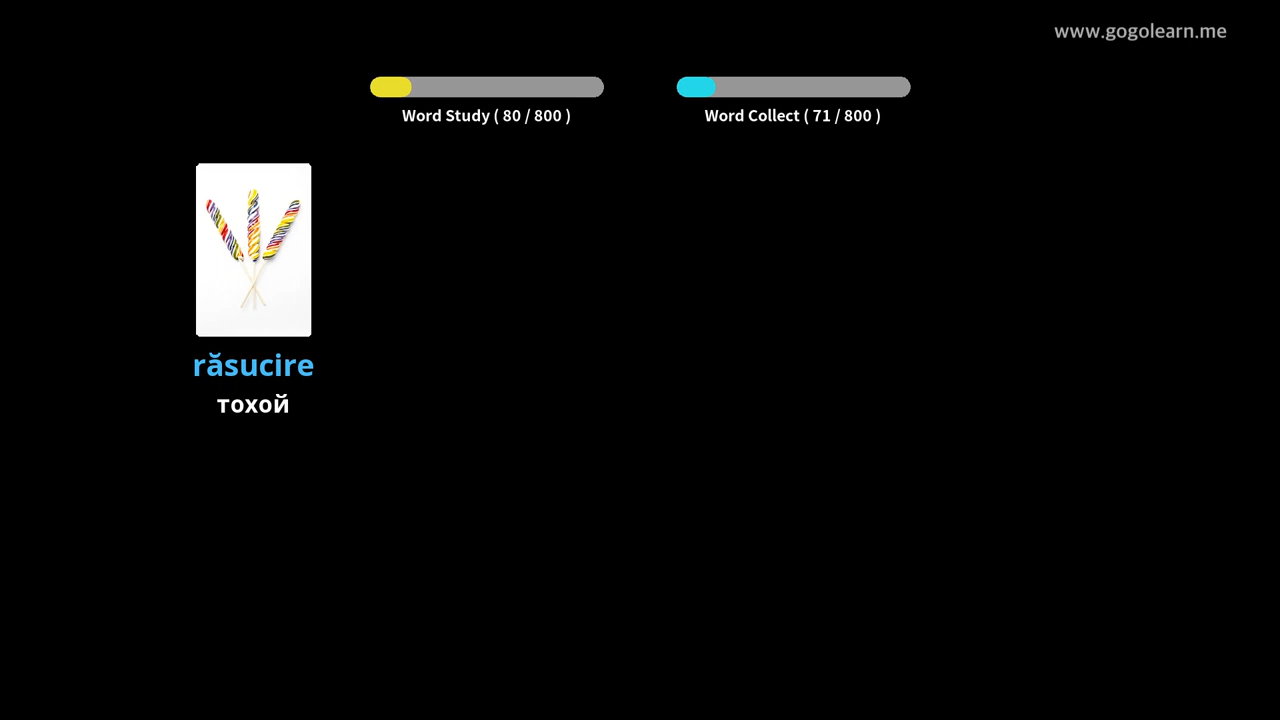 www.gogolearn.me
Word Study ( 80 / 800 )
Word Collect ( 71 / 800 )
răsucire
тохой